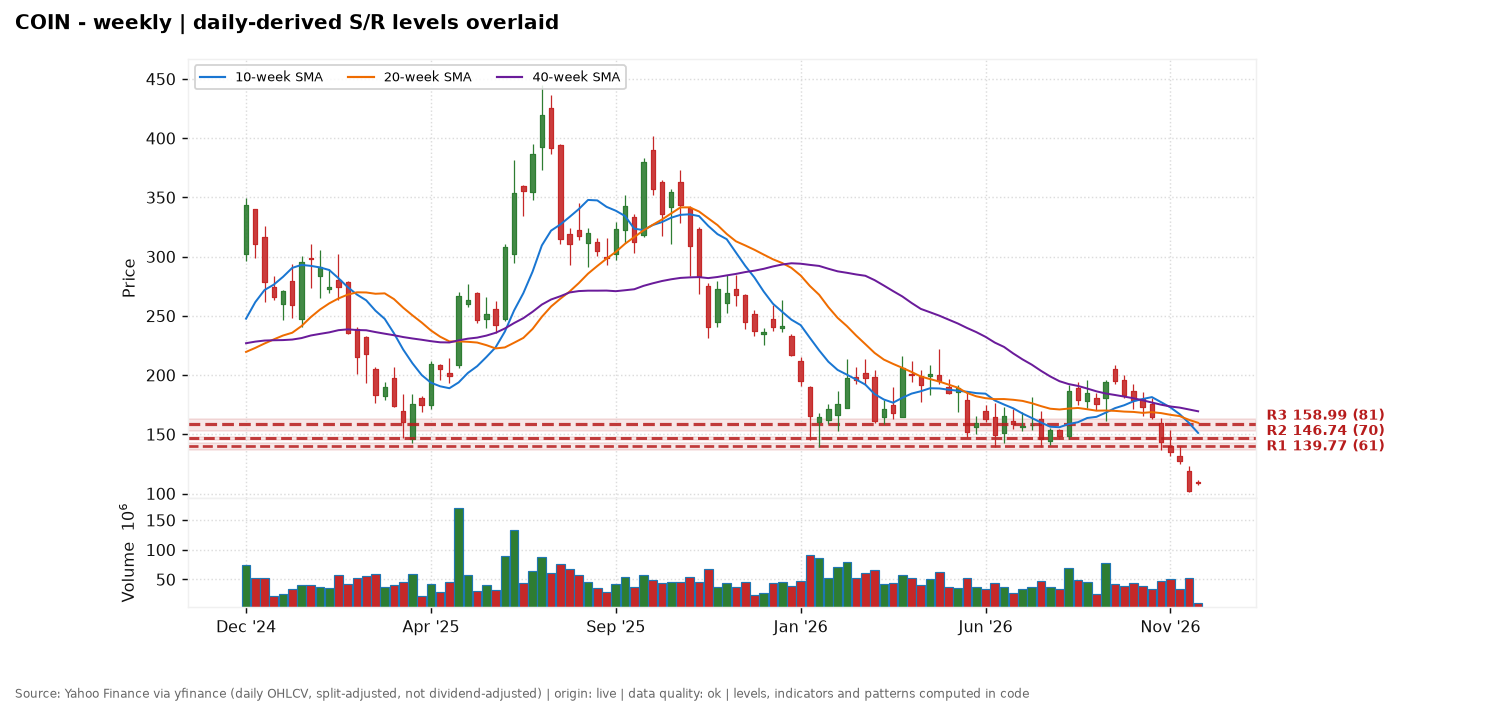 COIN - weekly | daily-derived S/R levels overlaid
10-week SMA
20-week SMA
40-week SMA
450
400
350
300
250
200
150
100
Price
R3 158.99 (81)
R2 146.74 (70)
R1 139.77 (61)
150
100
50
Volume 10⁶
Dec '24
Apr '25
Sep '25
Jan '26
Jun '26
Nov '26
Source: Yahoo Finance via yfinance (daily OHLCV, split-adjusted, not dividend-adjusted) | origin: live | data quality: ok | levels, indicators and patterns computed in code